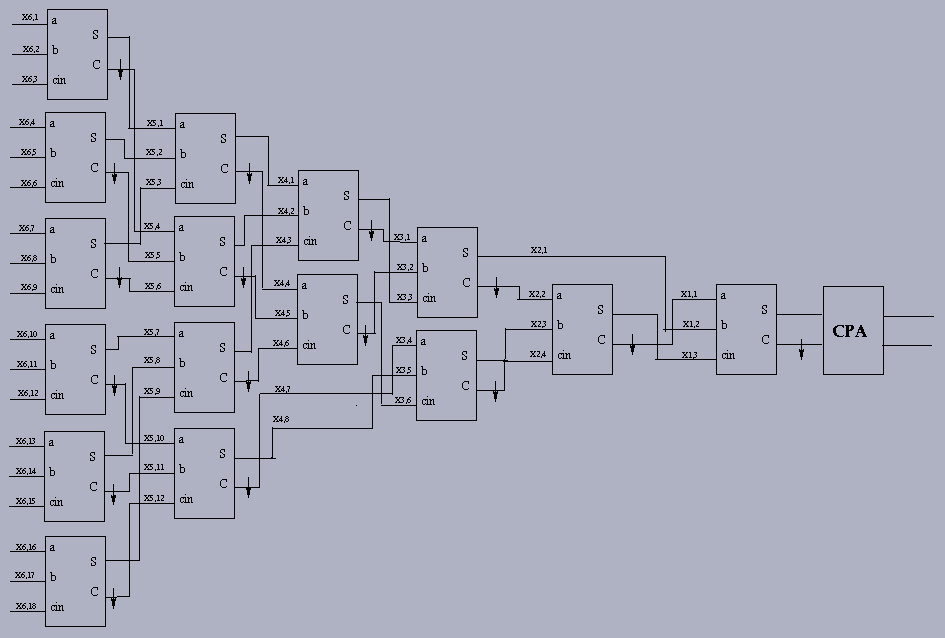 X6,1
a
S
X6,2
b
C
X6,3
cin
X6,4
a
S
X6,5
b
C
X6,6
cin
X6,7
a
S
X6,8
b
C
X6,9
cin
X6,10
a
S
X6,11
b
C
X6,12
cin
X6,13
a
S
X6,14
b
C
X6,15
cin
X6,16
a
S
X6,17
b
C
X6,18
cin
X5,1
a
S
X5,2
b
C
X5,3
cin
X5,4
a
S
X5,5
b
C
X5,6
cin
X5,7
a
S
X5,8
b
C
X5,9
cin
X5,10
a
S
X5,11
b
C
X5,12
cin
X4,1
a
S
X4,2
b
C
X4,3
cin
X4,4
a
S
X4,5
b
C
X4,6
cin
X4,7
X4,8
X3,1
a
S
X3,2
b
C
X3,3
cin
X3,4
a
S
X3,5
b
C
X3,6
cin
X2,1
X2,2
a
S
X2,3
b
C
X2,4
cin
X1,1
a
S
X1,2
b
C
X1,3
cin
CPA